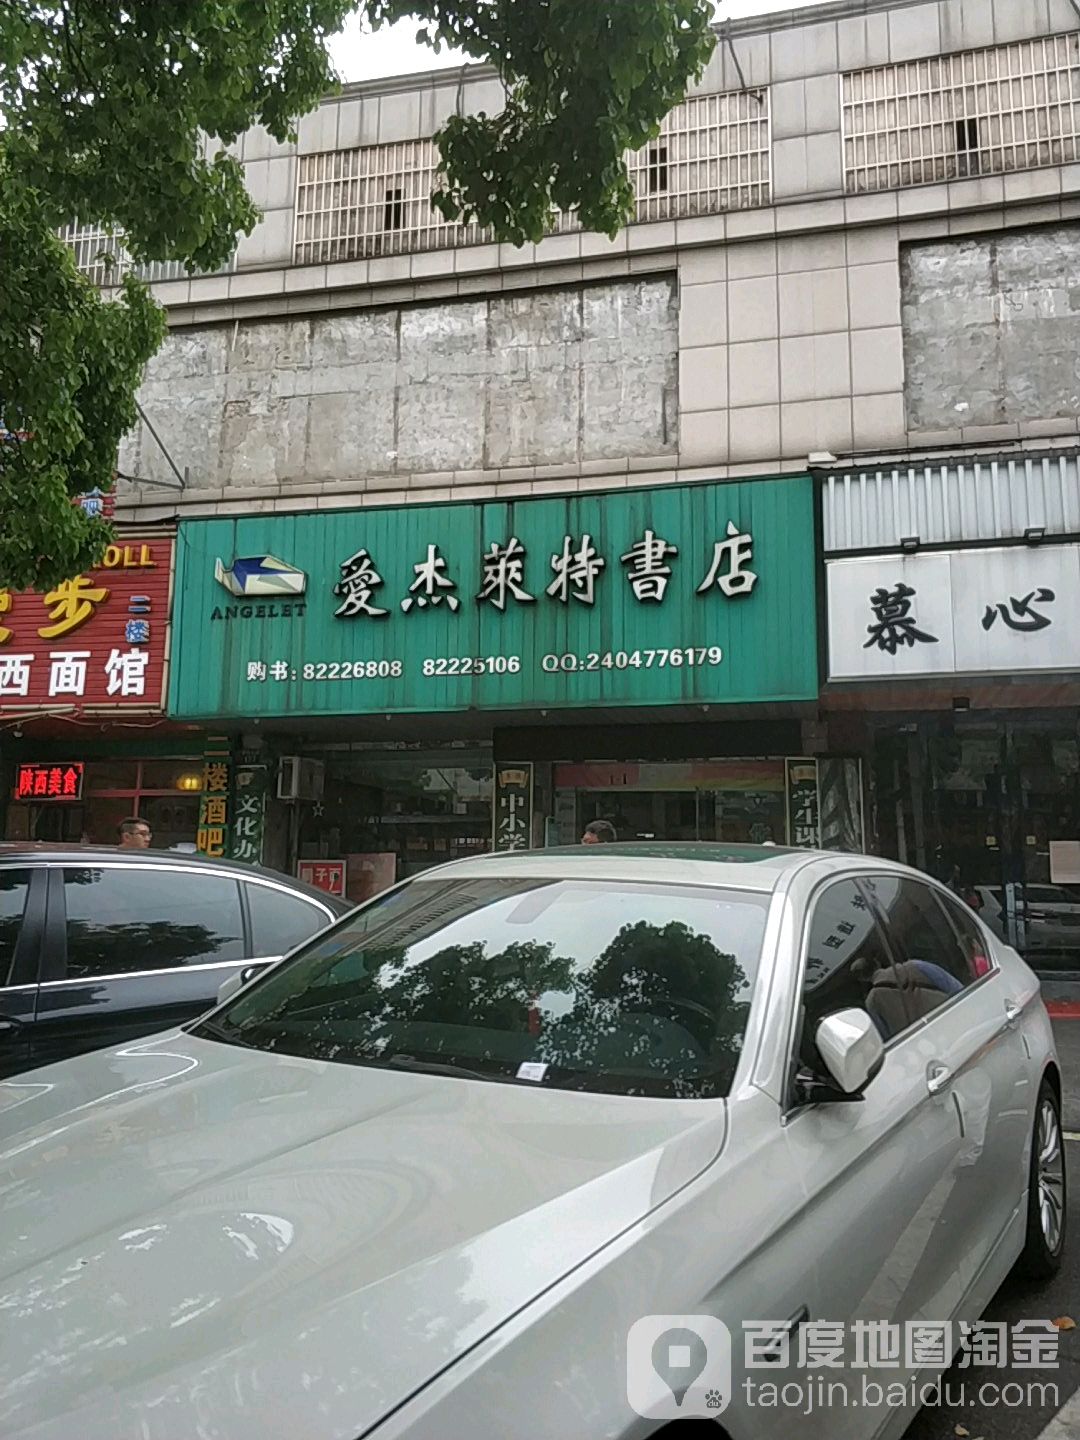 OLL
步
二楼
西面馆
陕西美食
二楼酒吧
文化办
ANGELET
愛杰萊特書店
购书:82226808 82225106 QQ:2404776179
中小学
学生课
慕心
百度地图淘金
taojin.baidu.com